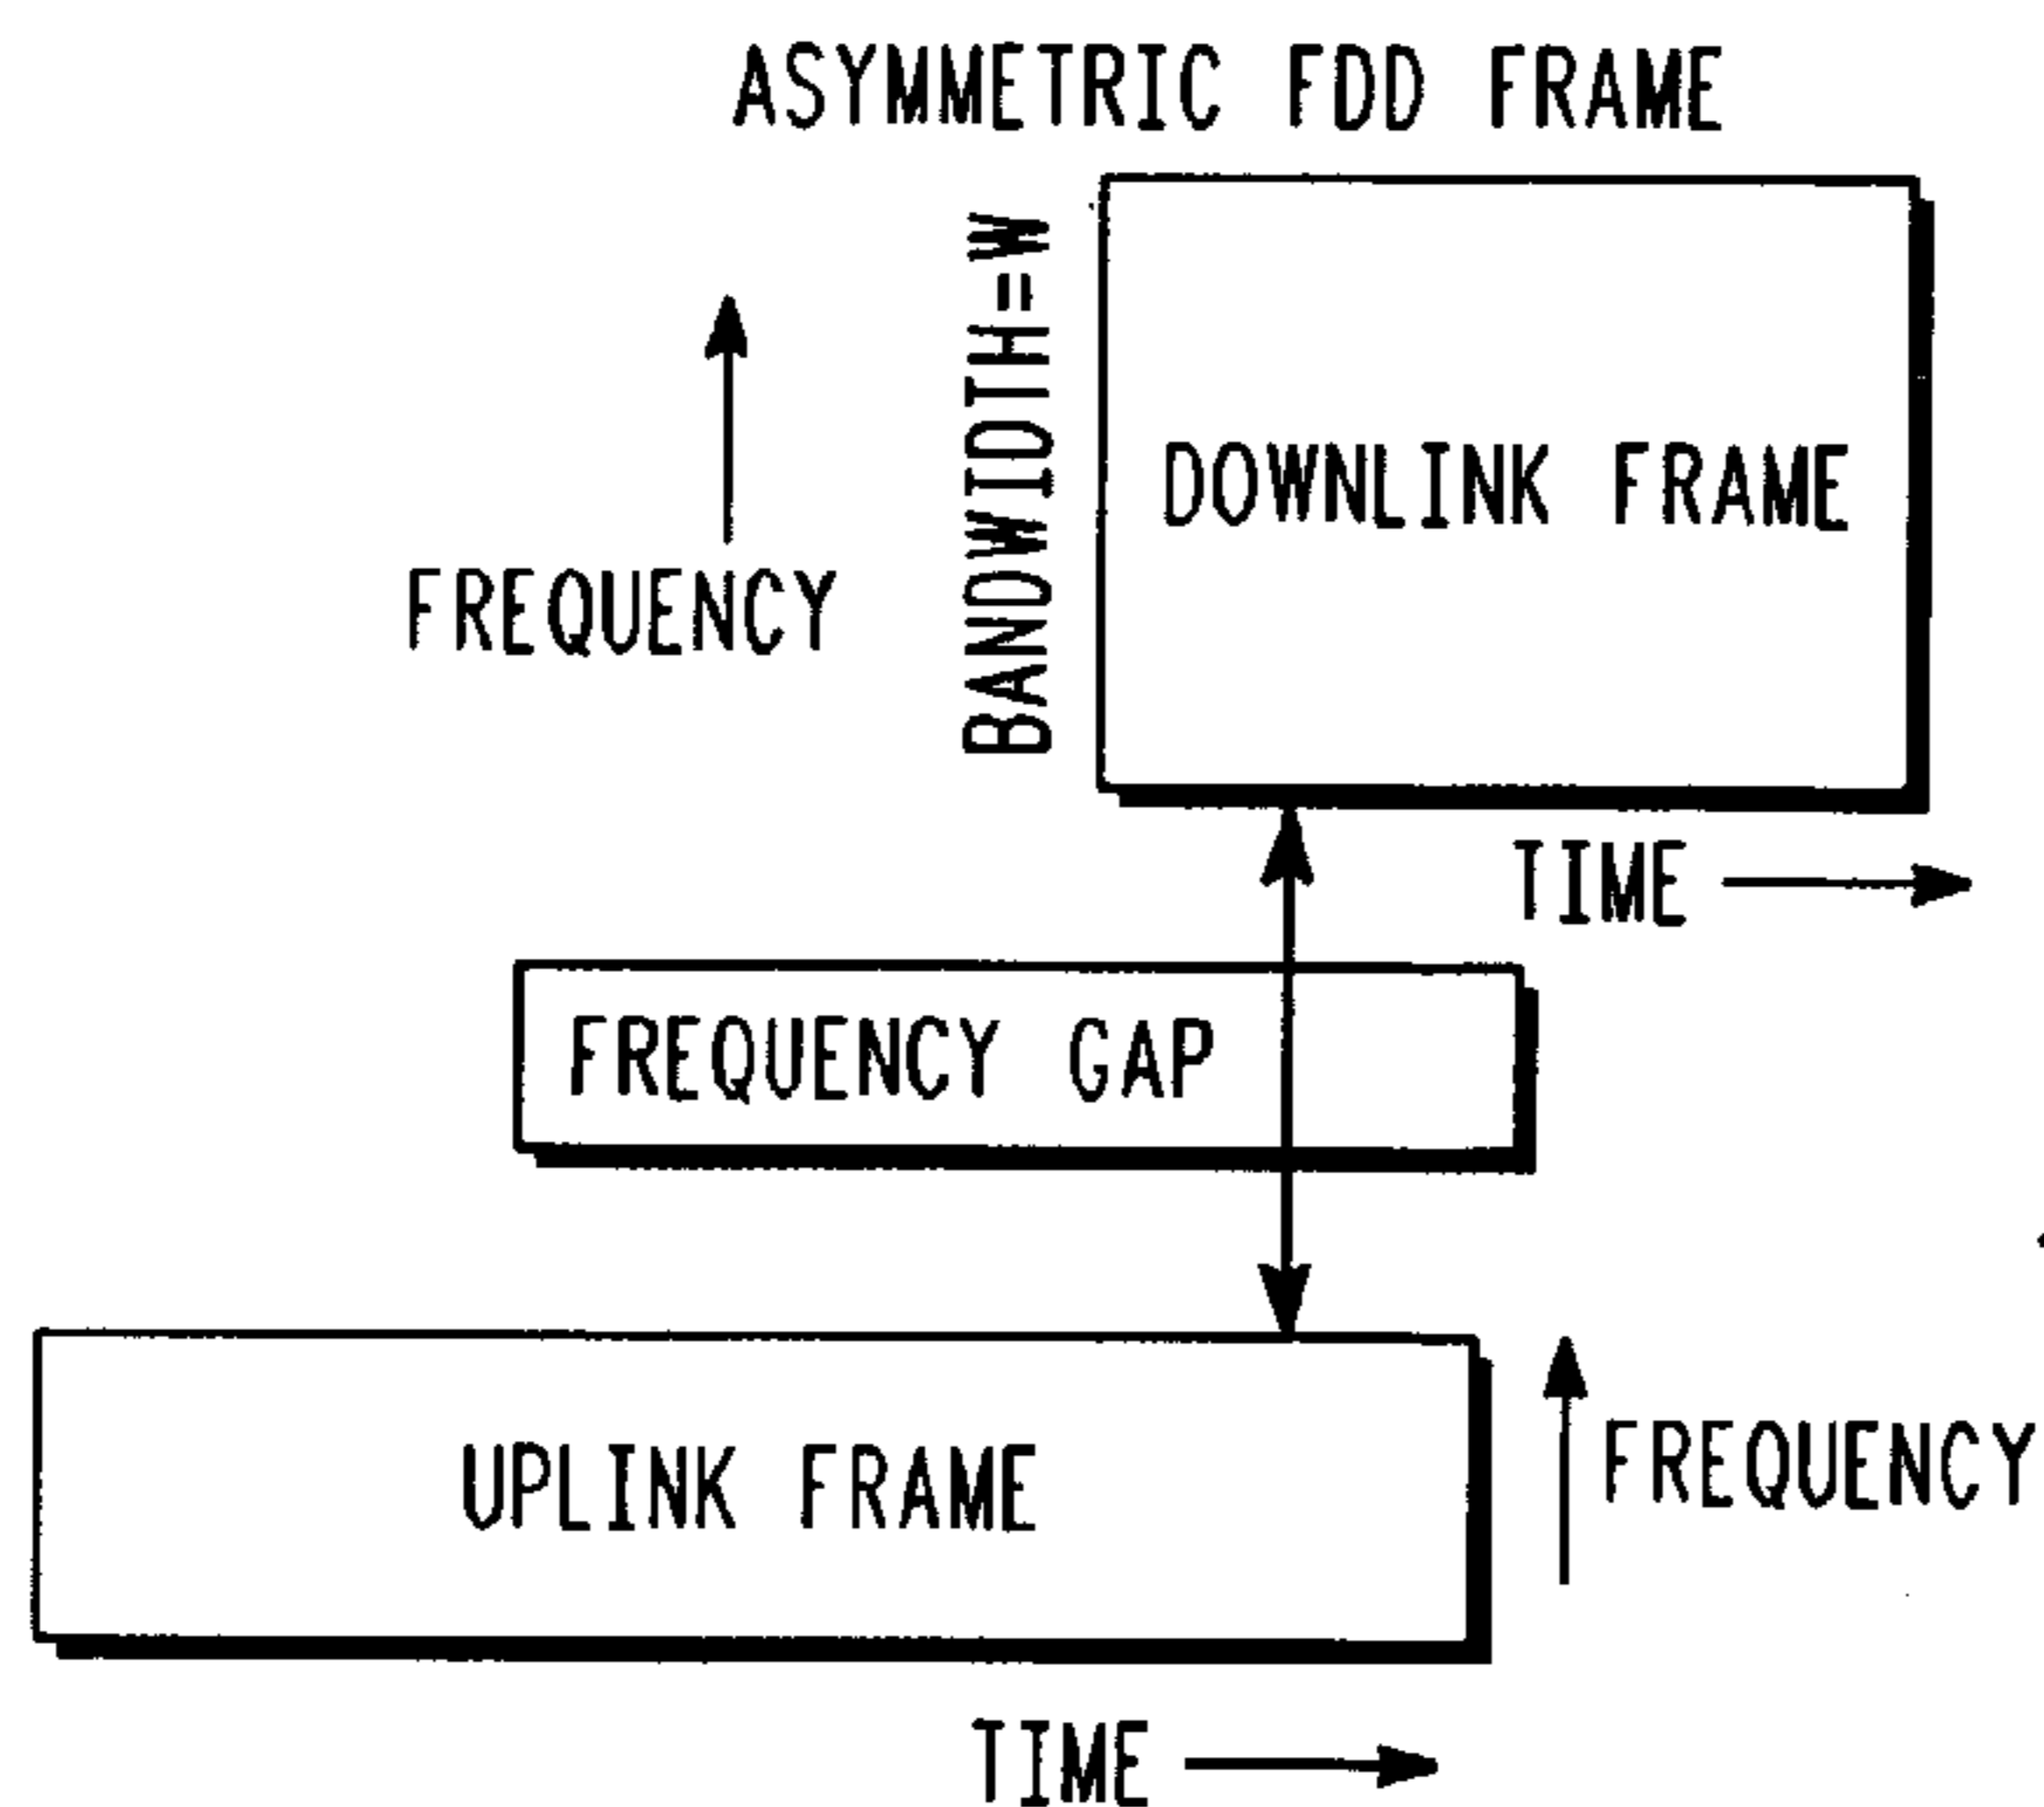 ASYMMETRIC FDD FRAME
BANDWIDTH=W
DOWNLINK FRAME
FREQUENCY
TIME
FREQUENCY GAP
UPLINK FRAME
FREQUENCY
TIME